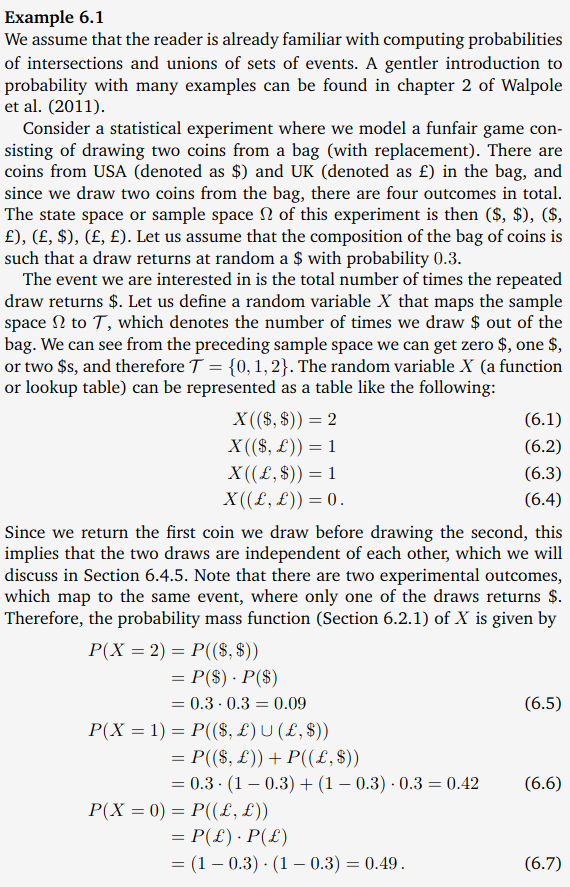 Example 6.1
We assume that the reader is already familiar with computing probabilities
of intersections and unions of sets of events. A gentler introduction to
probability with many examples can be found in chapter 2 of Walpole
et al. (2011).
Consider a statistical experiment where we model a funfair game con-
sisting of drawing two coins from a bag (with replacement). There are
coins from USA (denoted as $) and UK (denoted as £) in the bag, and
since we draw two coins from the bag, there are four outcomes in total.
The state space or sample space Ω of this experiment is then ($, $), ($,
£), (£, $), (£, £). Let us assume that the composition of the bag of coins is
such that a draw returns at random a $ with probability 0.3.
The event we are interested in is the total number of times the repeated
draw returns $. Let us define a random variable X that maps the sample
space Ω to 𝒯, which denotes the number of times we draw $ out of the
bag. We can see from the preceding sample space we can get zero $, one $,
or two $s, and therefore 𝒯 = {0, 1, 2}. The random variable X (a function
or lookup table) can be represented as a table like the following:
X(($, $)) = 2 (6.1)
X(($, £)) = 1 (6.2)
X((£, $)) = 1 (6.3)
X((£, £)) = 0 . (6.4)
Since we return the first coin we draw before drawing the second, this
implies that the two draws are independent of each other, which we will
discuss in Section 6.4.5. Note that there are two experimental outcomes,
which map to the same event, where only one of the draws returns $.
Therefore, the probability mass function (Section 6.2.1) of X is given by
P(X = 2) = P(($, $))
= P($) · P($)
= 0.3 · 0.3 = 0.09 (6.5)
P(X = 1) = P(($, £) ∪ (£, $))
= P(($, £)) + P((£, $))
= 0.3 · (1 − 0.3) + (1 − 0.3) · 0.3 = 0.42 (6.6)
P(X = 0) = P((£, £))
= P(£) · P(£)
= (1 − 0.3) · (1 − 0.3) = 0.49 . (6.7)